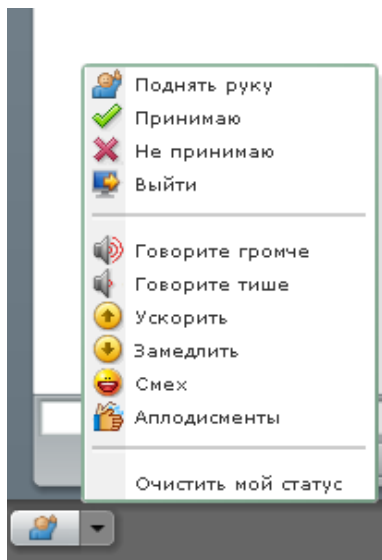 Поднять руку
Принимаю
Не принимаю
Выйти
Говорите громче
Говорите тише
Ускорить
Замедлить
Смех
Аплодисменты
Очистить мой статус